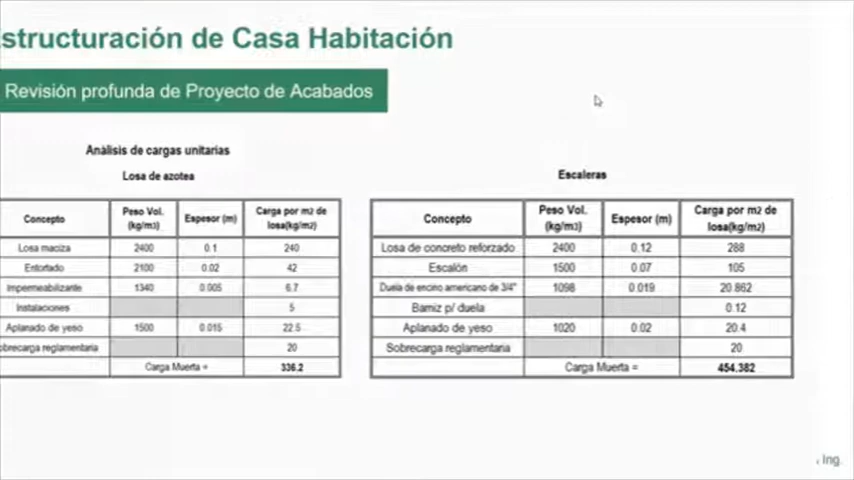 structuración de Casa Habitación
Revisión profunda de Proyecto de Acabados
Análisis de cargas unitarias
Losa de azotea
Concepto Peso Vol. (kg/m3) Espesor (m) Carga por m2 de losa(kg/m2)
Losa maciza 2400 0.1 240
Entortado 2100 0.02 42
Impermeabilizante 1340 0.005 6.7
Instalaciones 5
Aplanado de yeso 1500 0.015 22.5
obrecarga reglamentaria 20
Carga Muerta = 336.2
Escaleras
Concepto Peso Vol. (kg/m3) Espesor (m) Carga por m2 de losa(kg/m2)
Losa de concreto reforzado 2400 0.12 288
Escalón 1500 0.07 105
Duela de encino americano de 3/4" 1098 0.019 20.862
Barniz p/ duela 0.12
Aplanado de yeso 1020 0.02 20.4
Sobrecarga reglamentaria 20
Carga Muerta = 454.382
Ing.